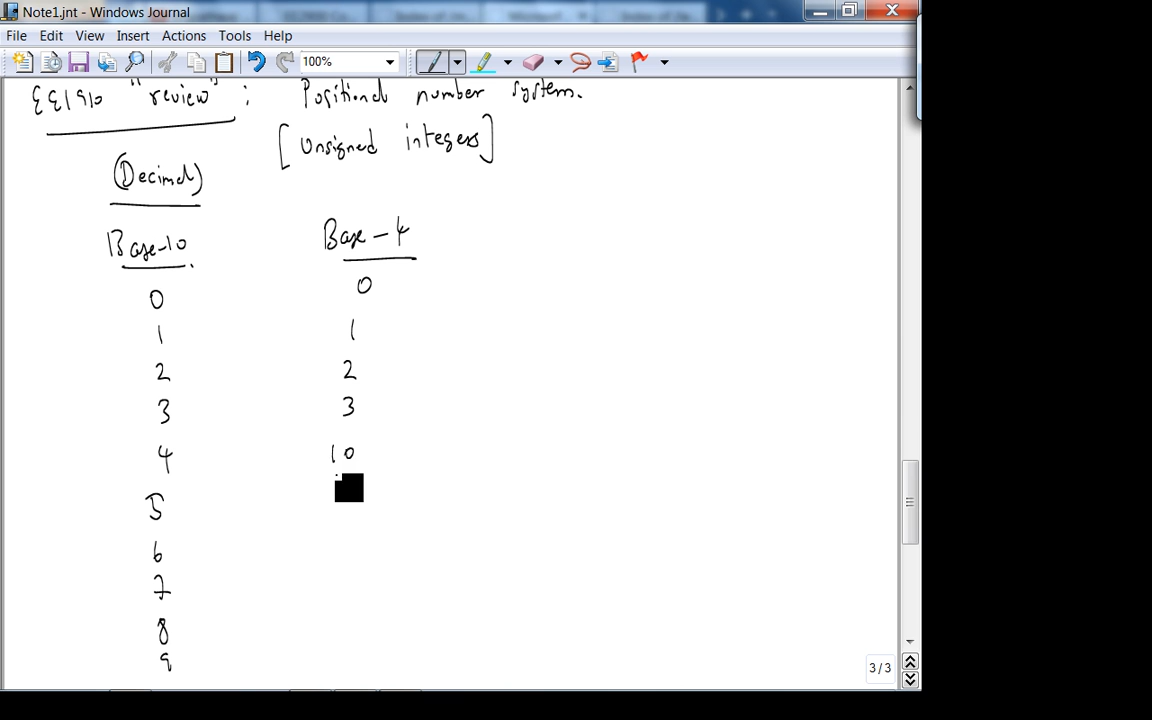 Note1.jnt - Windows Journal
File Edit View Insert Actions Tools Help
100%
EE1910 "review" : Positional number system.
[Unsigned integers]
(Decimal)
Base-10 Base-4
0 0
1 1
2 2
3 3
4 10
5
6
7
8
9
3/3